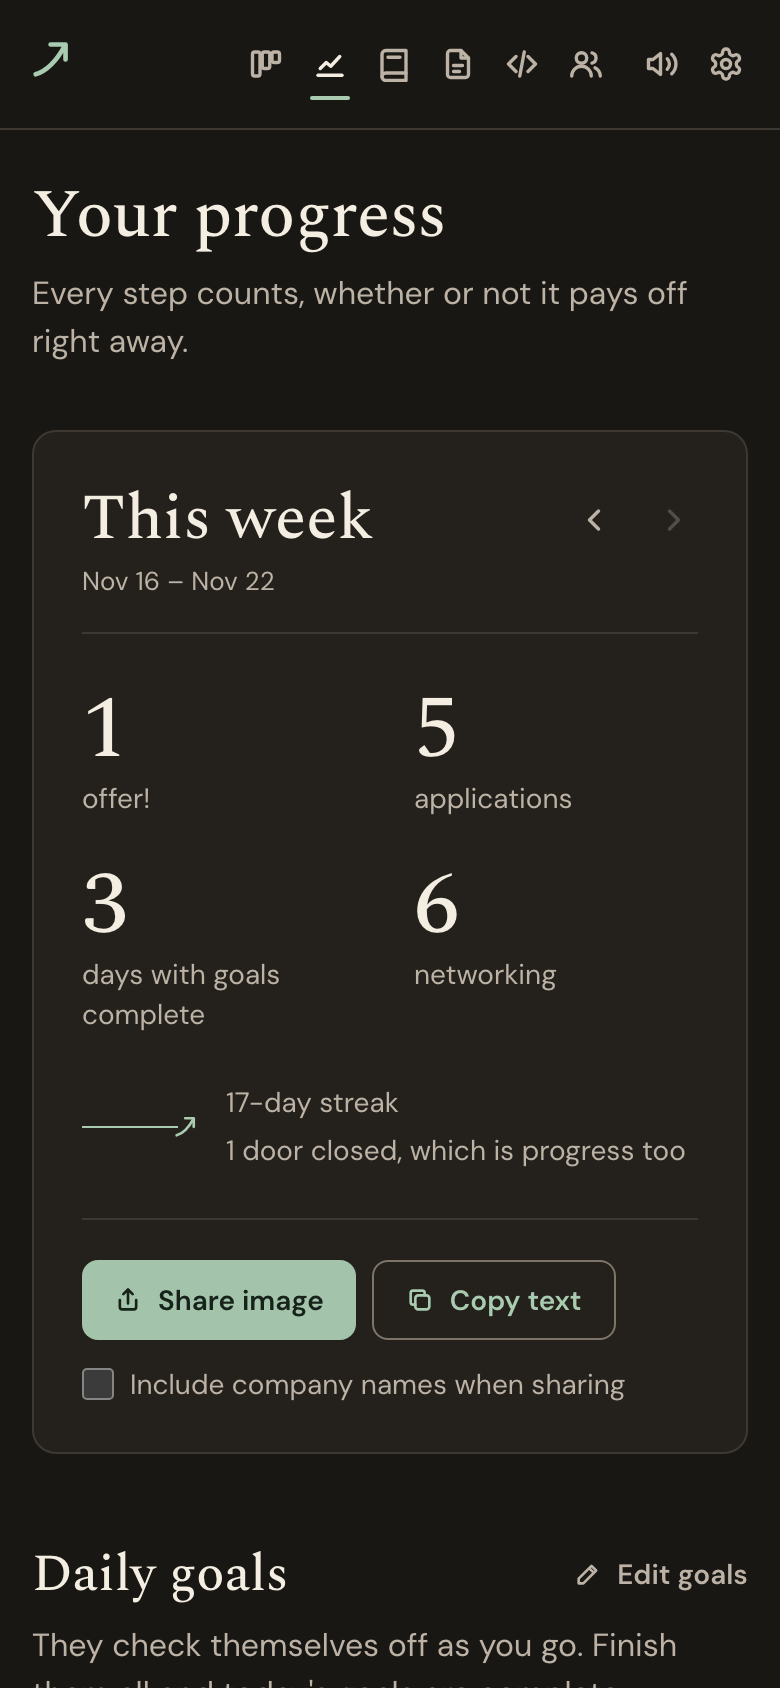 Your progress
Every step counts, whether or not it pays off
right away.
This week
Nov 16 – Nov 22
1
offer!
5
applications
3
days with goals
complete
6
networking
17-day streak
1 door closed, which is progress too
Share image
Copy text
Include company names when sharing
Daily goals
Edit goals
They check themselves off as you go. Finish